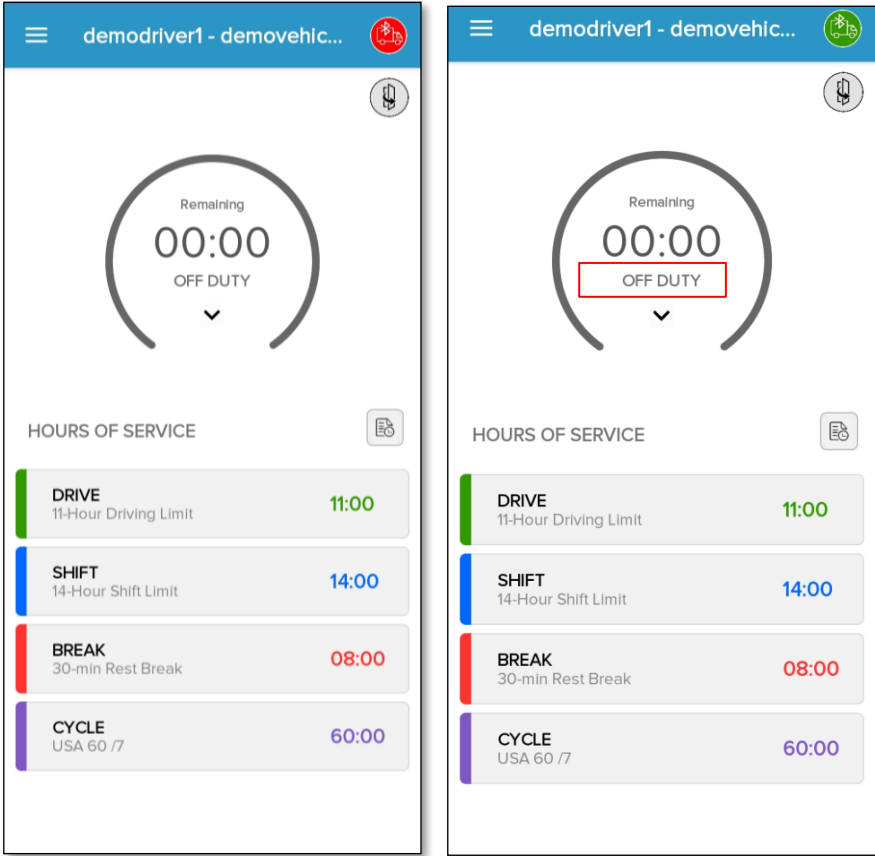 demodriver1 - demovehic...
Remaining
00:00
OFF DUTY
HOURS OF SERVICE
DRIVE
11-Hour Driving Limit
11:00
SHIFT
14-Hour Shift Limit
14:00
BREAK
30-min Rest Break
08:00
CYCLE
USA 60 /7
60:00
demodriver1 - demovehic...
Remaining
00:00
OFF DUTY
HOURS OF SERVICE
DRIVE
11-Hour Driving Limit
11:00
SHIFT
14-Hour Shift Limit
14:00
BREAK
30-min Rest Break
08:00
CYCLE
USA 60 /7
60:00